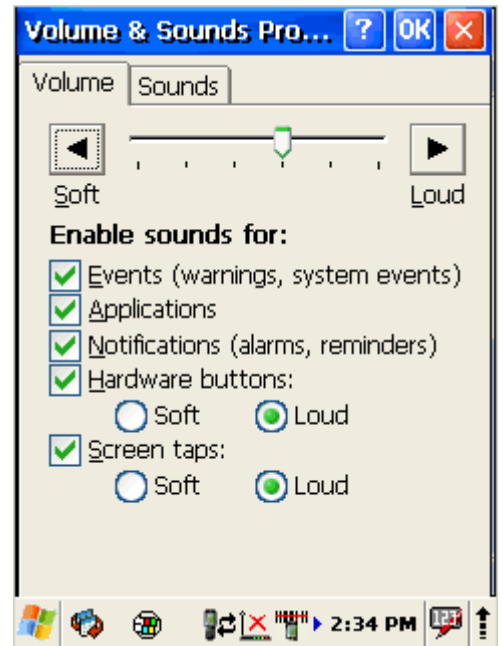 Volume & Sounds Pro... ? OK
Volume Sounds
Soft Loud
Enable sounds for:
Events (warnings, system events)
Applications
Notifications (alarms, reminders)
Hardware buttons:
Soft Loud
Screen taps:
Soft Loud
2:34 PM 123